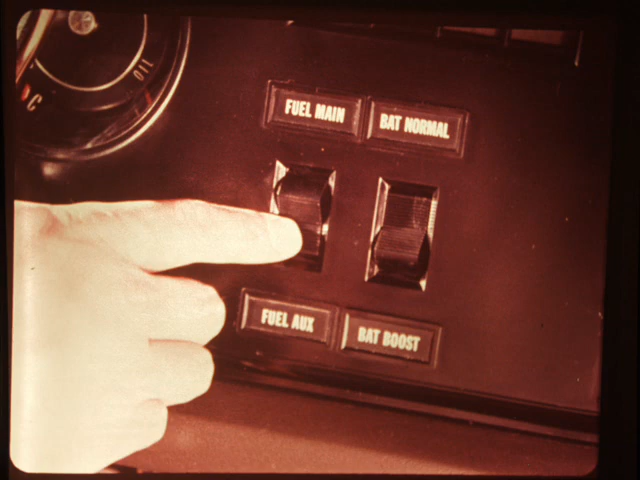 OIL
C
FUEL MAIN
BAT NORMAL
FUEL AUX
BAT BOOST